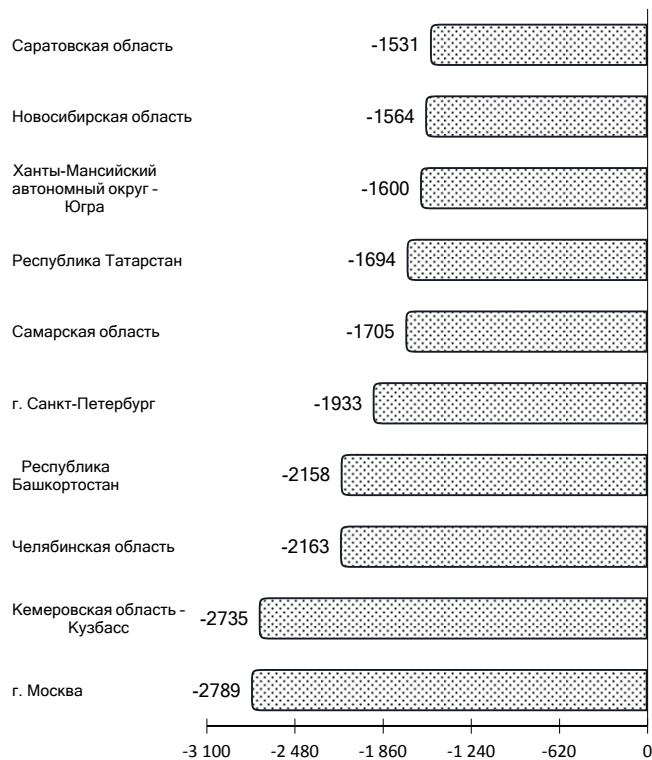 Саратовская область
-1531
Новосибирская область
-1564
Ханты-Мансийский
автономный округ -
Югра
-1600
Республика Татарстан
-1694
Самарская область
-1705
г. Санкт-Петербург
-1933
Республика
Башкортостан
-2158
Челябинская область
-2163
Кемеровская область -
Кузбасс
-2735
г. Москва
-2789
-3 100 -2 480 -1 860 -1 240 -620 0